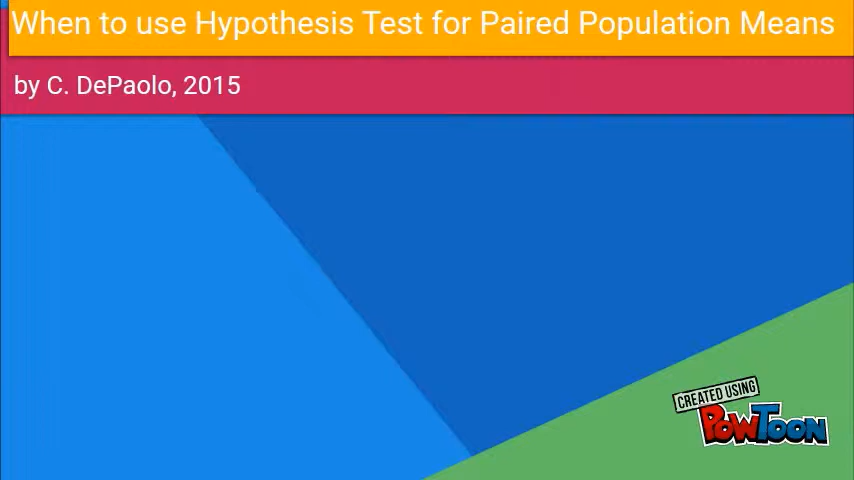 When to use Hypothesis Test for Paired Population Means
by C. DePaolo, 2015
CREATED USING
POWTOON